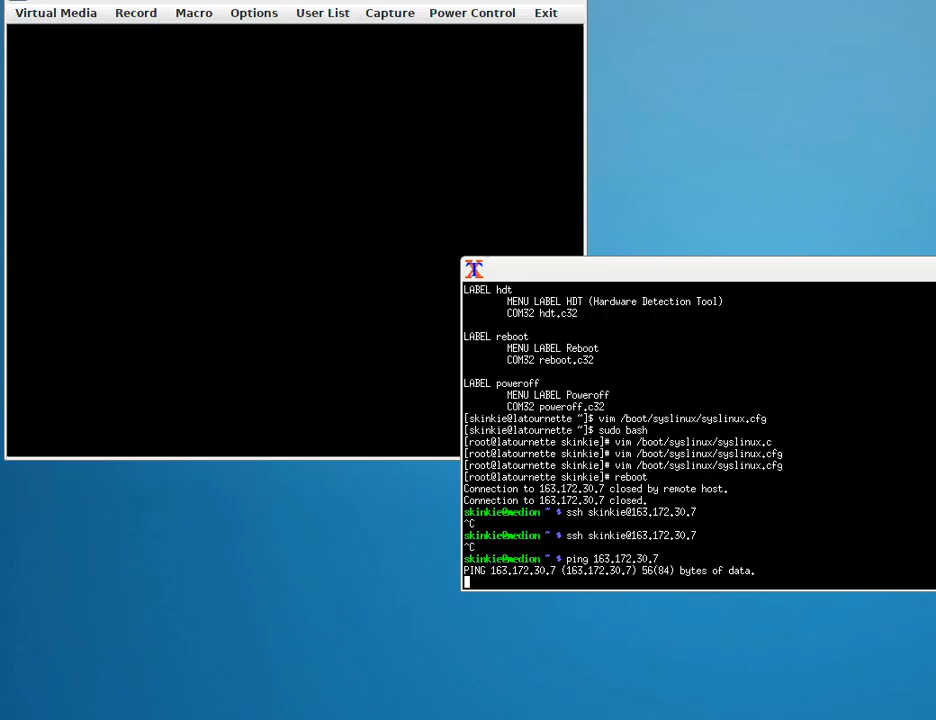 Virtual Media Record Macro Options User List Capture Power Control Exit
LABEL hdt
MENU LABEL HDT (Hardware Detection Tool)
COM32 hdt.c32
LABEL reboot
MENU LABEL Reboot
COM32 reboot.c32
LABEL poweroff
MENU LABEL Poweroff
COM32 poweroff.c32
[skinkie@latournette ~]$ vim /boot/syslinux/syslinux.cfg
[skinkie@latournette ~]$ sudo bash
[root@latournette skinkie]# vim /boot/syslinux/syslinux.c
[root@latournette skinkie]# vim /boot/syslinux/syslinux.cfg
[root@latournette skinkie]# vim /boot/syslinux/syslinux.cfg
[root@latournette skinkie]# reboot
Connection to 163.172.30.7 closed by remote host.
Connection to 163.172.30.7 closed.
skinkie@medion ~ $ ssh skinkie@163.172.30.7
^C
skinkie@medion ~ $ ssh skinkie@163.172.30.7
^C
skinkie@medion ~ $ ping 163.172.30.7
PING 163.172.30.7 (163.172.30.7) 56(84) bytes of data.